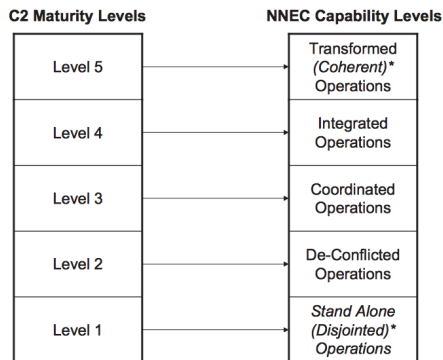 C2 Maturity Levels
NNEC Capability Levels
Level 5
Transformed
(Coherent)*
Operations
Level 4
Integrated
Operations
Level 3
Coordinated
Operations
Level 2
De-Conflicted
Operations
Level 1
Stand Alone
(Disjointed)*
Operations